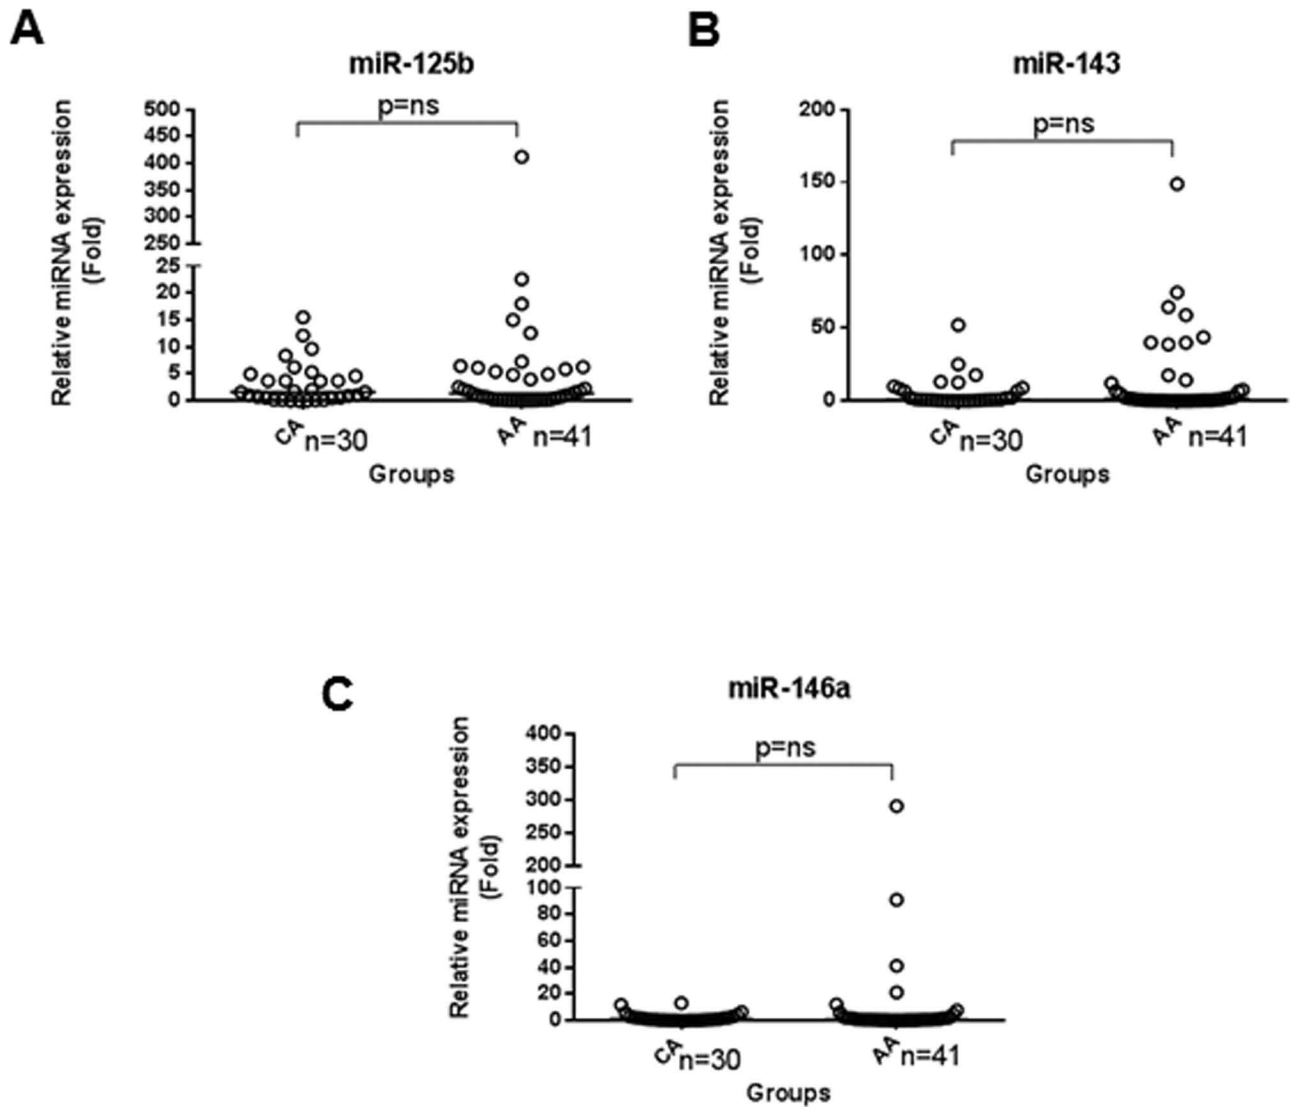 A
miR-125b
Relative miRNA expression
(Fold)
500
450
400
350
300
250
25
20
15
10
5
0
p=ns
CA n=30
AA n=41
Groups
B
miR-143
Relative miRNA expression
(Fold)
200
150
100
50
0
p=ns
CA n=30
AA n=41
Groups
C
miR-146a
Relative miRNA expression
(Fold)
400
350
300
250
200
100
80
60
40
20
0
p=ns
CA n=30
AA n=41
Groups